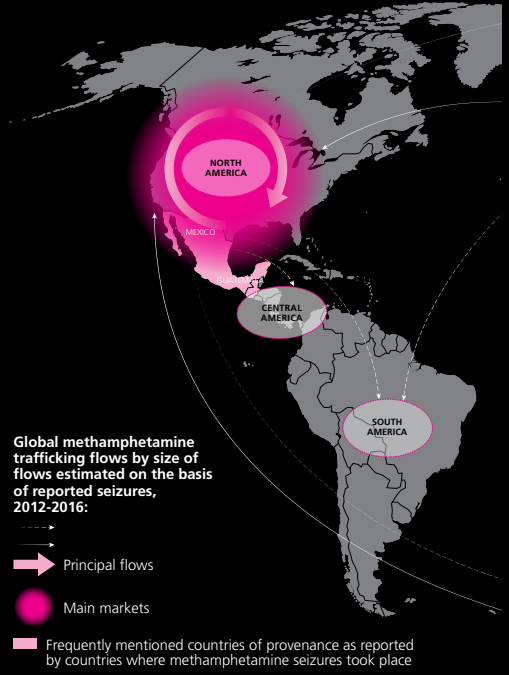 NORTH
AMERICA
MEXICO
GUATEMALA
CENTRAL
AMERICA
SOUTH
AMERICA
Global methamphetamine
trafficking flows by size of
flows estimated on the basis
of reported seizures,
2012-2016:
Principal flows
Main markets
Frequently mentioned countries of provenance as reported
by countries where methamphetamine seizures took place